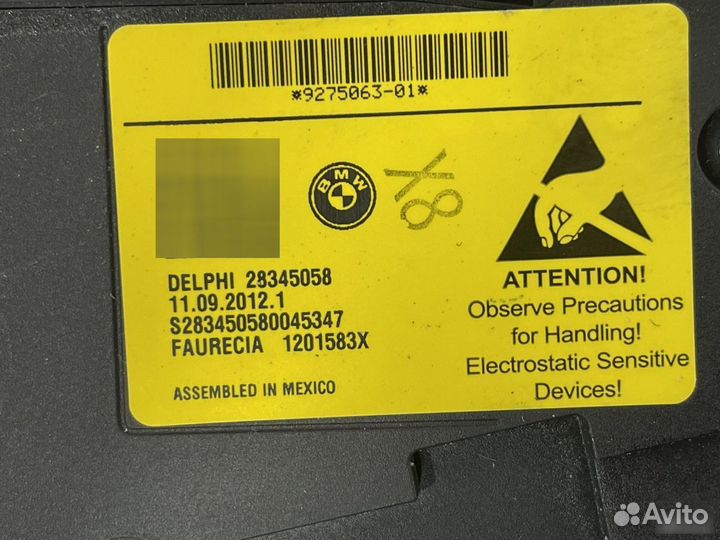 *9275063-01*
BMW
8X
DELPHI 28345058
11.09.2012.1
S283450580045347
FAURECIA 1201583X
ASSEMBLED IN MEXICO
ATTENTION!
Observe Precautions
for Handling!
Electrostatic Sensitive
Devices!
Avito